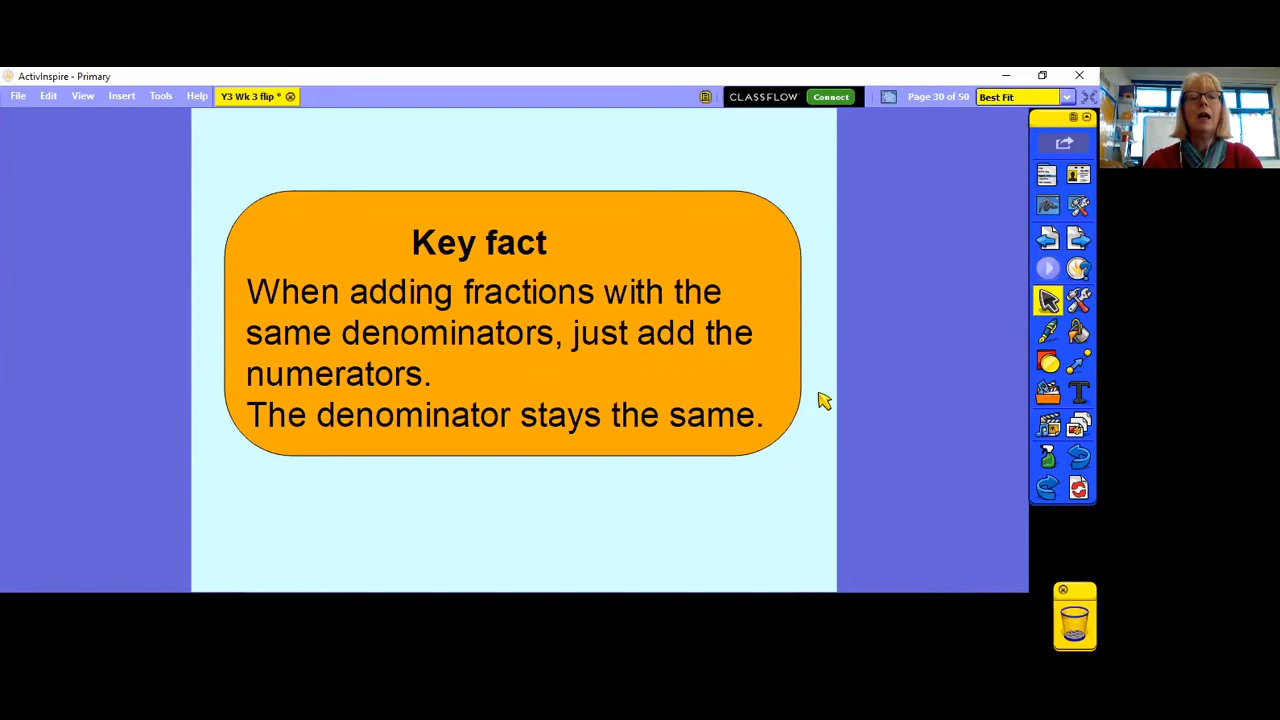 ActivInspire - Primary
File Edit View Insert Tools Help Y3 Wk 3 flip * CLASSFLOW Connect Page 30 of 50 Best Fit
Key fact
When adding fractions with the
same denominators, just add the
numerators.
The denominator stays the same.